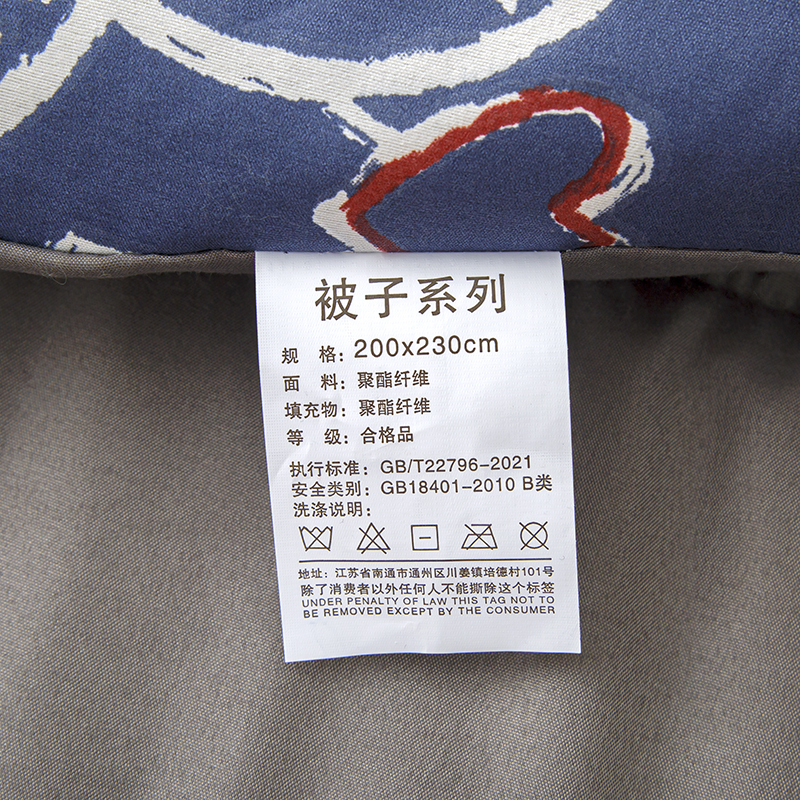 被子系列
规 格：200x230cm
面 料：聚酯纤维
填充物：聚酯纤维
等 级：合格品
执行标准：GB/T22796-2021
安全类别：GB18401-2010 B类
洗涤说明：
地址：江苏省南通市通州区川姜镇培德村101号
除了消费者以外任何人不能撕除这个标签
UNDER PENALTY OF LAW THIS TAG NOT TO
BE REMOVED EXCEPT BY THE CONSUMER